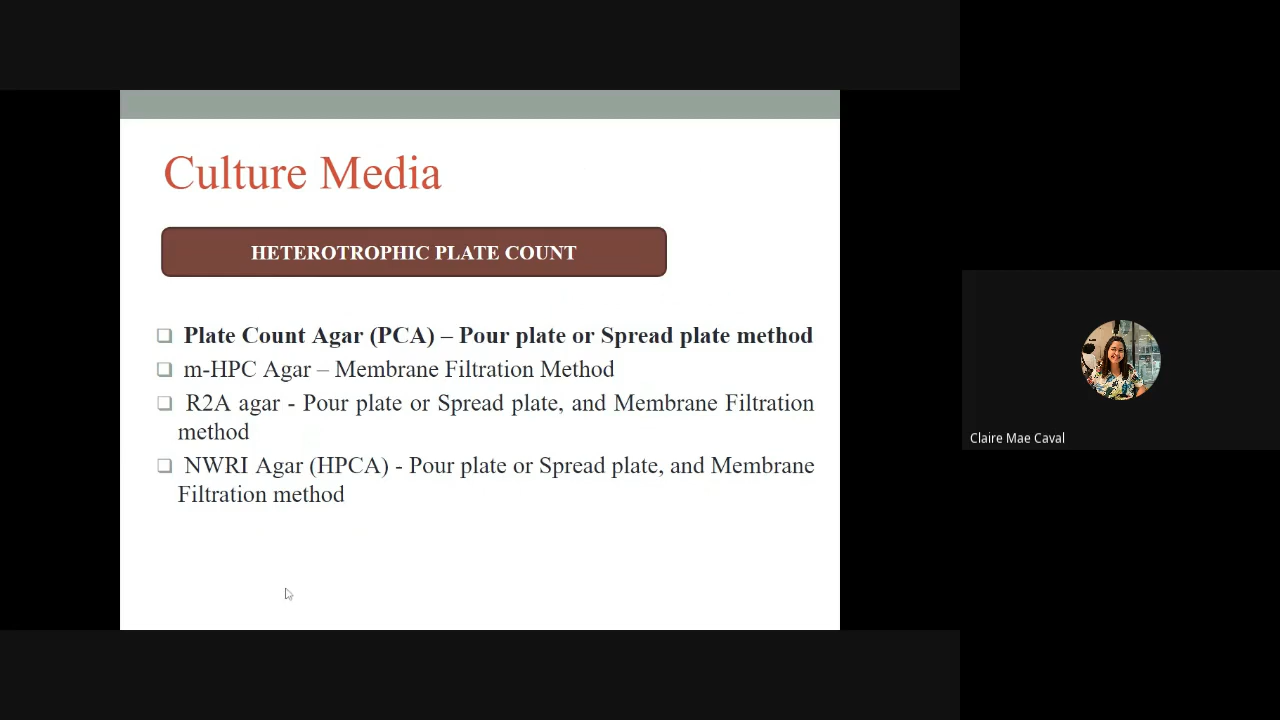 Culture Media
HETEROTROPHIC PLATE COUNT
Plate Count Agar (PCA) – Pour plate or Spread plate method
m-HPC Agar – Membrane Filtration Method
R2A agar - Pour plate or Spread plate, and Membrane Filtration
method
NWRI Agar (HPCA) - Pour plate or Spread plate, and Membrane
Filtration method
Claire Mae Caval